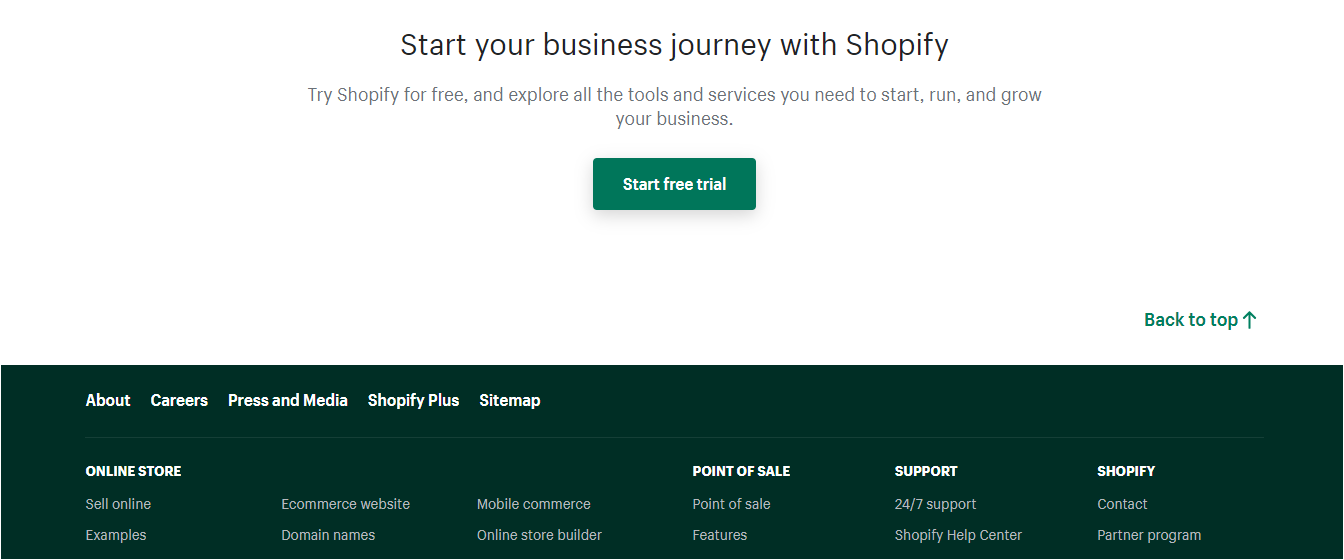 Start your business journey with Shopify
Try Shopify for free, and explore all the tools and services you need to start, run, and grow
your business.
Start free trial
Back to top ↑
About Careers Press and Media Shopify Plus Sitemap
ONLINE STORE POINT OF SALE SUPPORT SHOPIFY
Sell online Ecommerce website Mobile commerce Point of sale 24/7 support Contact
Examples Domain names Online store builder Features Shopify Help Center Partner program